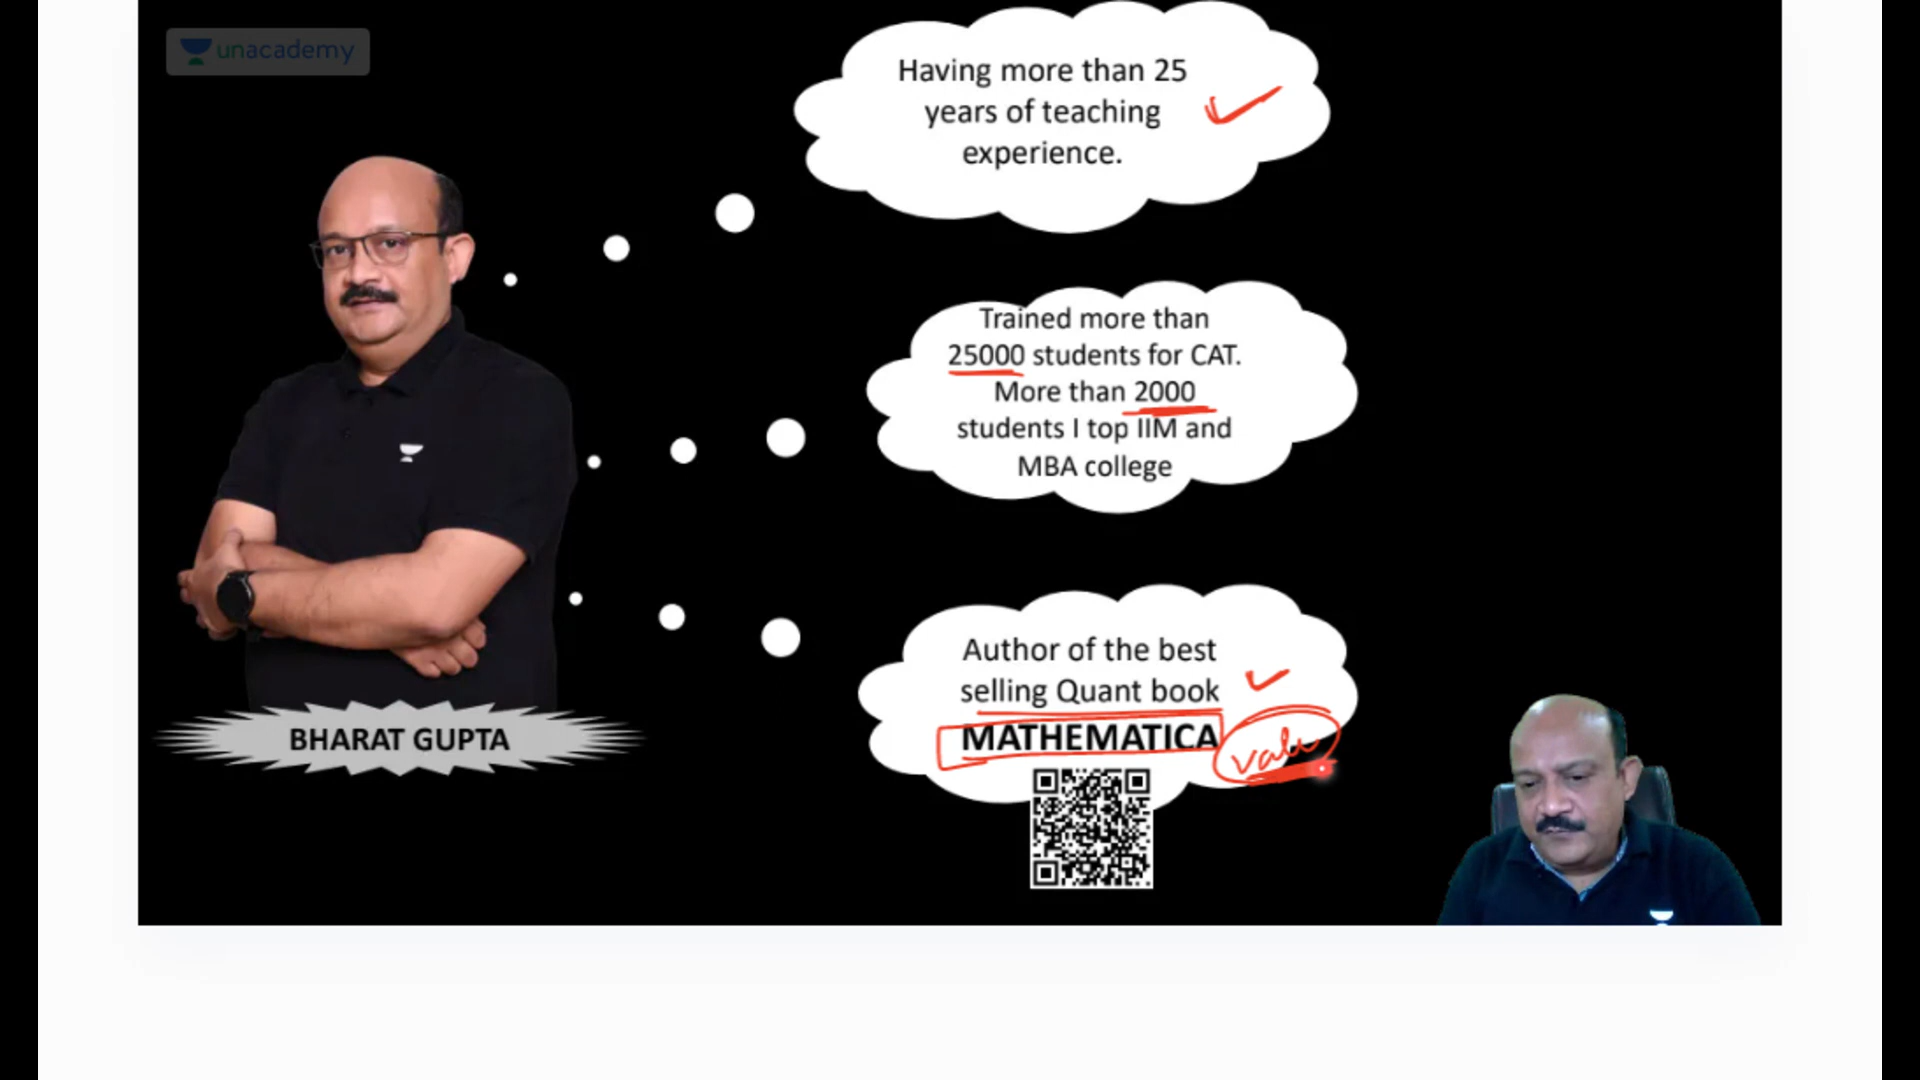 unacademy
Having more than 25
years of teaching
experience.
Trained more than
25000 students for CAT.
More than 2000
students I top IIM and
MBA college
Author of the best
selling Quant book
MATHEMATICA
BHARAT GUPTA